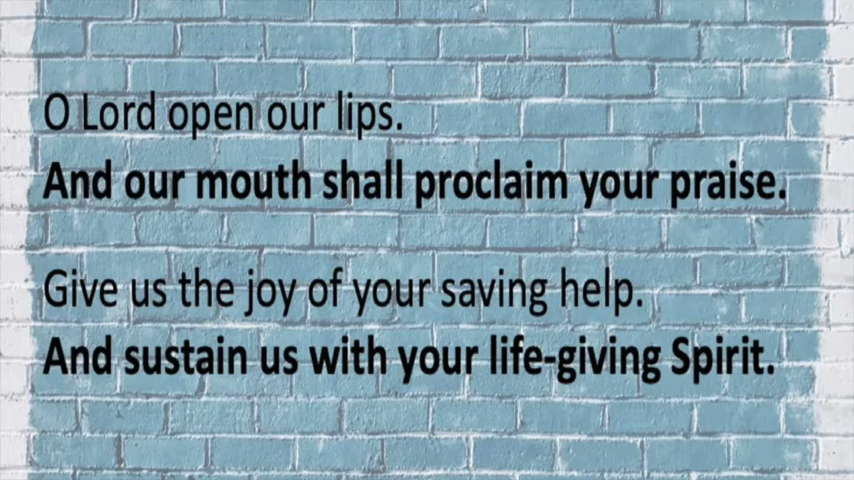 O Lord open our lips.
And our mouth shall proclaim your praise.
Give us the joy of your saving help.
And sustain us with your life-giving Spirit.